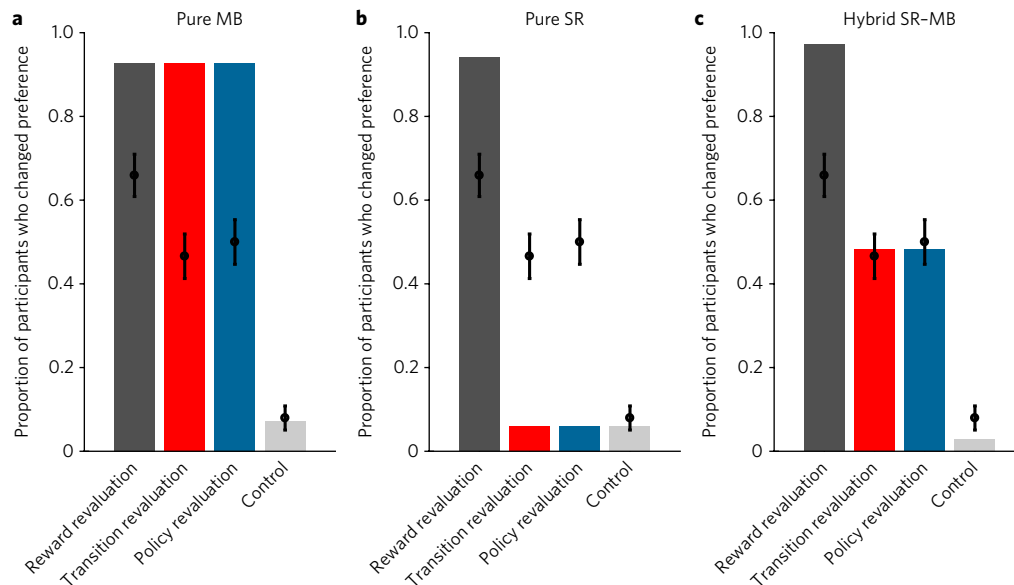 a Pure MB
Proportion of participants who changed preference
1.0
0.8
0.6
0.4
0.2
0
Reward revaluation
Transition revaluation
Policy revaluation
Control
b Pure SR
Proportion of participants who changed preference
1.0
0.8
0.6
0.4
0.2
0
Reward revaluation
Transition revaluation
Policy revaluation
Control
c Hybrid SR–MB
Proportion of participants who changed preference
1.0
0.8
0.6
0.4
0.2
0
Reward revaluation
Transition revaluation
Policy revaluation
Control